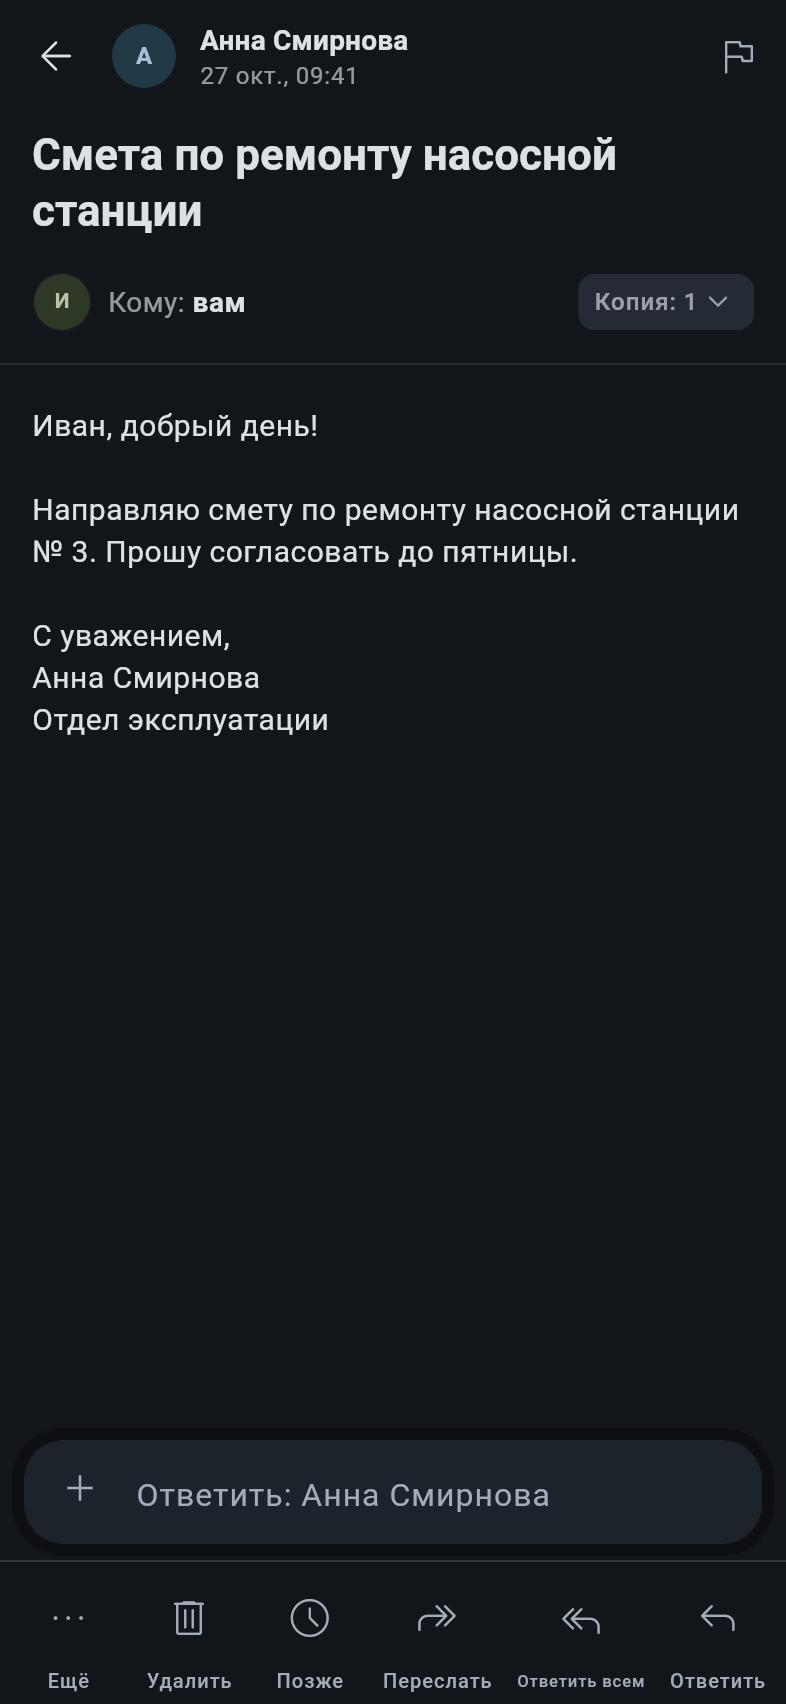 А
Анна Смирнова
27 окт., 09:41
Смета по ремонту насосной
станции
И
Кому: вам
Копия: 1
Иван, добрый день!
Направляю смету по ремонту насосной станции
№ 3. Прошу согласовать до пятницы.
С уважением,
Анна Смирнова
Отдел эксплуатации
Ответить: Анна Смирнова
Ещё
Удалить
Позже
Переслать
Ответить всем
Ответить